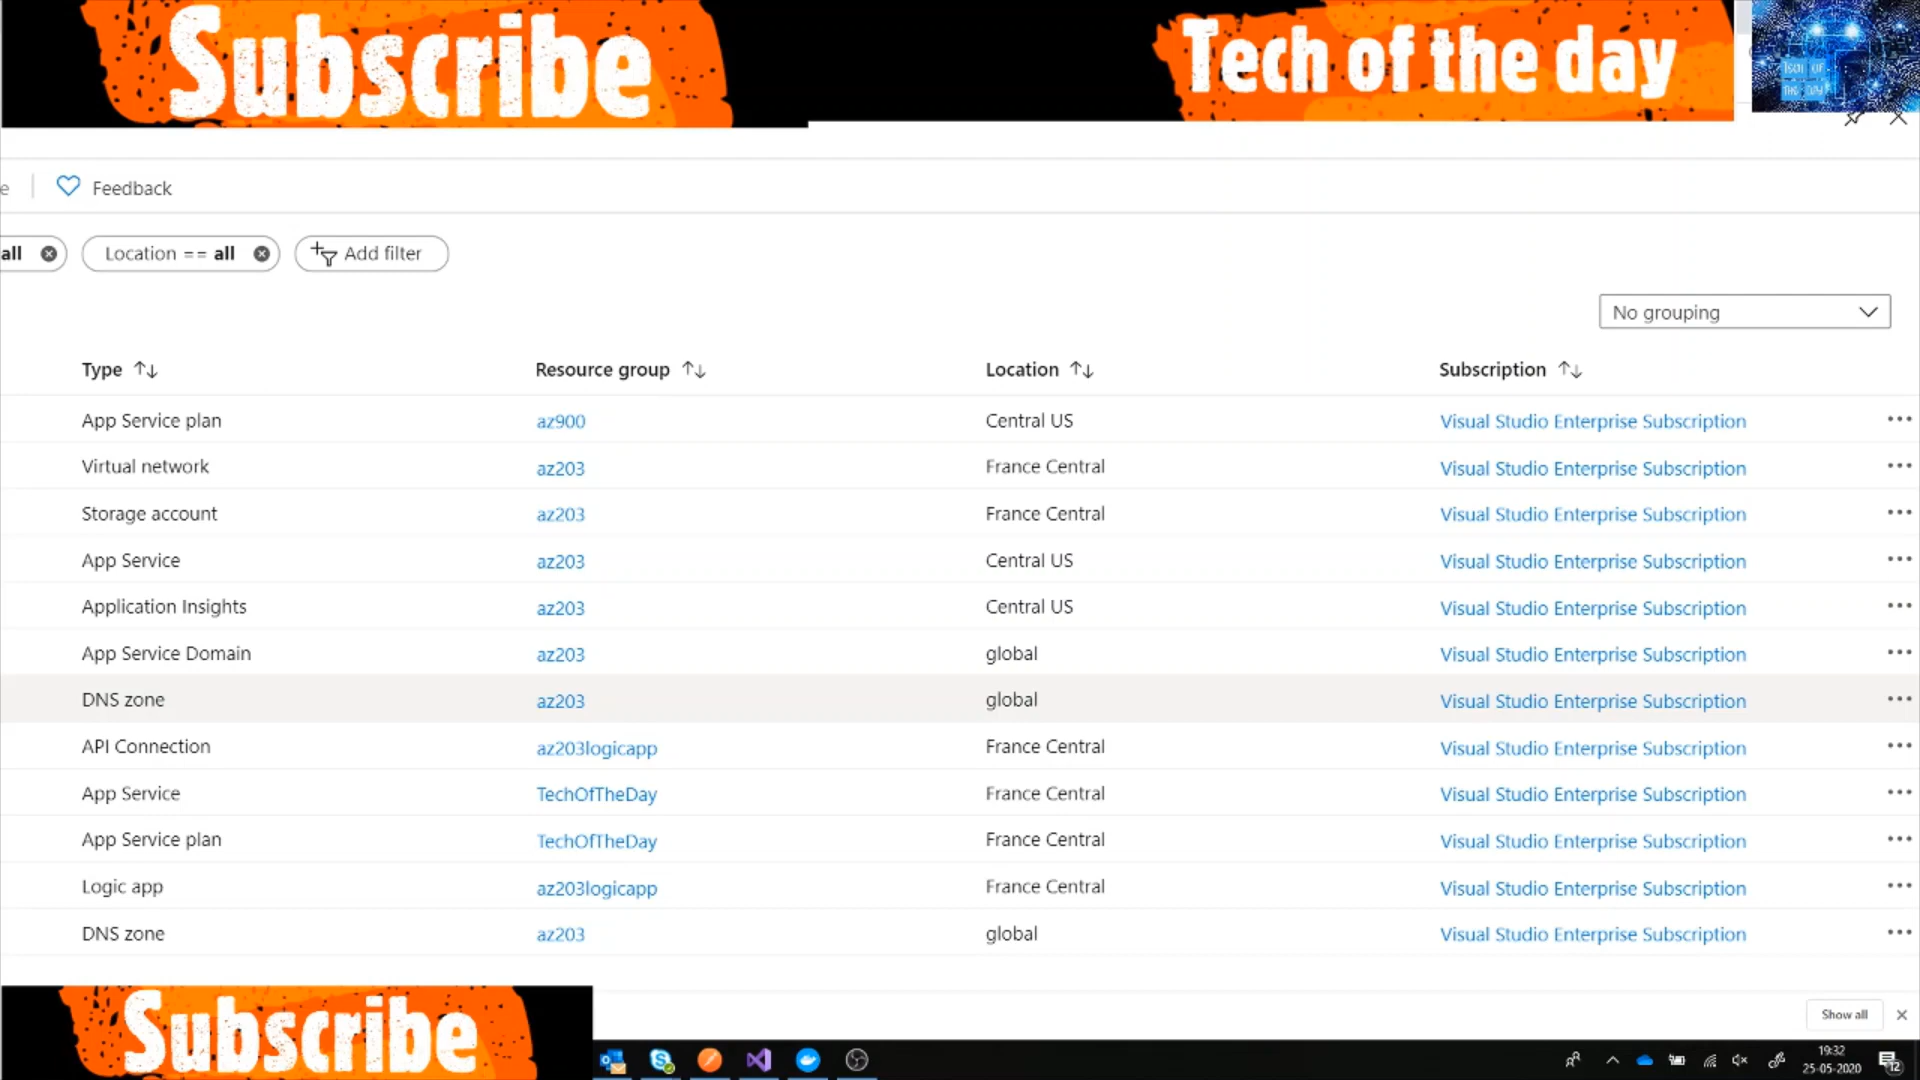 Subscribe
Tech of the day
TECH OF
THE DAY
e
Feedback
all
Location == all
Add filter
No grouping
Type Resource group Location Subscription
App Service plan az900 Central US Visual Studio Enterprise Subscription
Virtual network az203 France Central Visual Studio Enterprise Subscription
Storage account az203 France Central Visual Studio Enterprise Subscription
App Service az203 Central US Visual Studio Enterprise Subscription
Application Insights az203 Central US Visual Studio Enterprise Subscription
App Service Domain az203 global Visual Studio Enterprise Subscription
DNS zone az203 global Visual Studio Enterprise Subscription
API Connection az203logicapp France Central Visual Studio Enterprise Subscription
App Service TechOfTheDay France Central Visual Studio Enterprise Subscription
App Service plan TechOfTheDay France Central Visual Studio Enterprise Subscription
Logic app az203logicapp France Central Visual Studio Enterprise Subscription
DNS zone az203 global Visual Studio Enterprise Subscription
Subscribe
Show all
19:32
25-05-2020
12